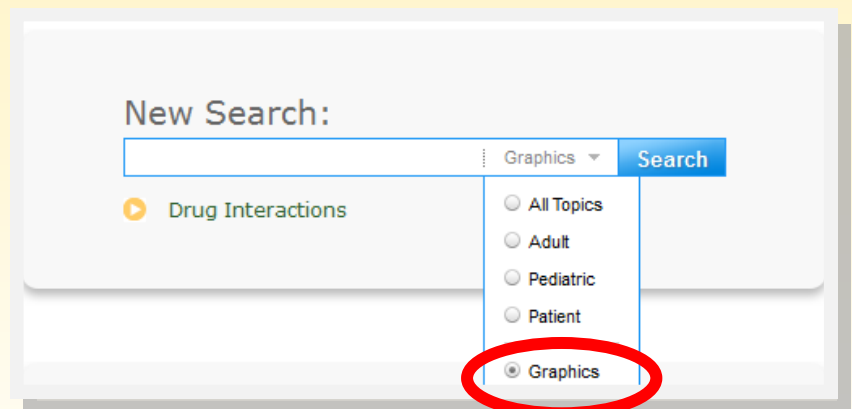 New Search:
Graphics Search
Drug Interactions
All Topics
Adult
Pediatric
Patient
Graphics